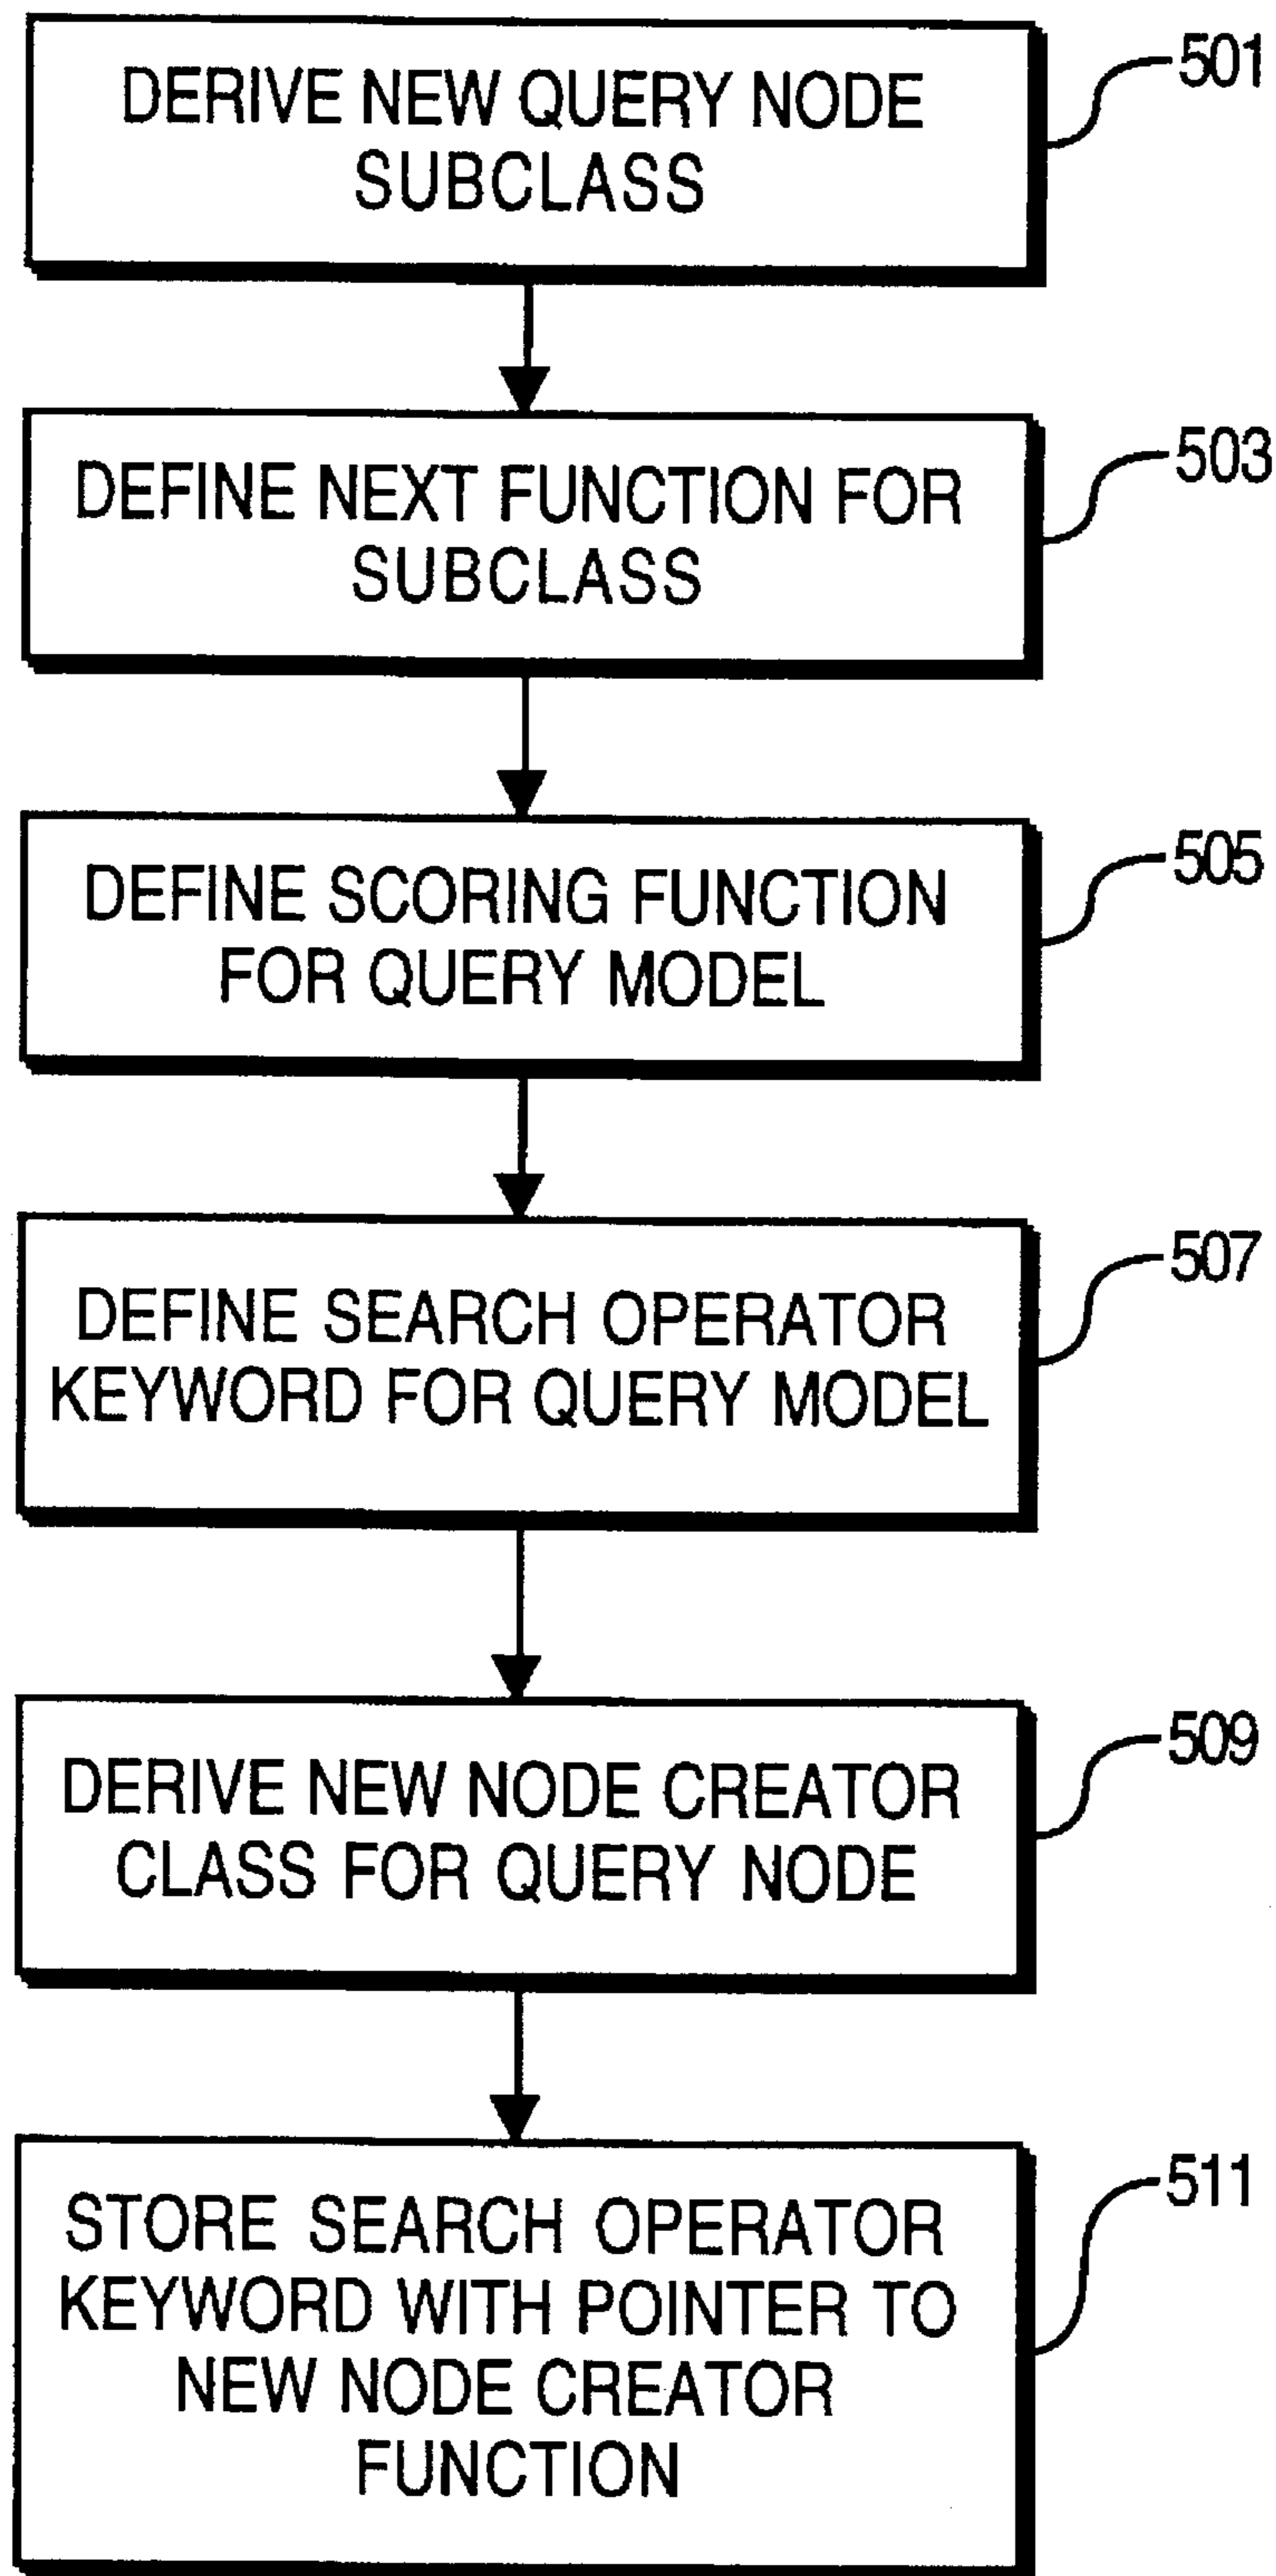 DERIVE NEW QUERY NODE
SUBCLASS
501
DEFINE NEXT FUNCTION FOR
SUBCLASS
503
DEFINE SCORING FUNCTION
FOR QUERY MODEL
505
DEFINE SEARCH OPERATOR
KEYWORD FOR QUERY MODEL
507
DERIVE NEW NODE CREATOR
CLASS FOR QUERY NODE
509
STORE SEARCH OPERATOR
KEYWORD WITH POINTER TO
NEW NODE CREATOR
FUNCTION
511